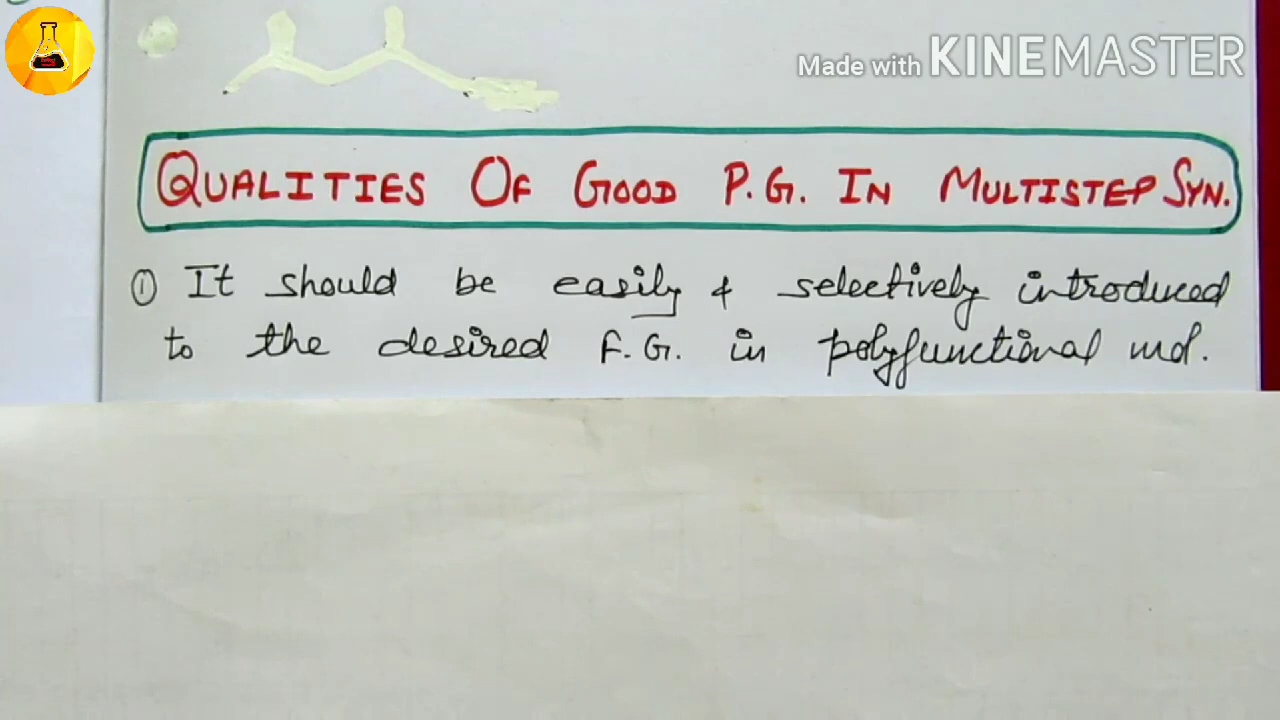 Made with KINEMASTER
QUALITIES OF GOOD P.G. IN MULTISTEP SYN.
① It should be easily & selectively introduced
to the desired F.G. in polyfunctional mol.